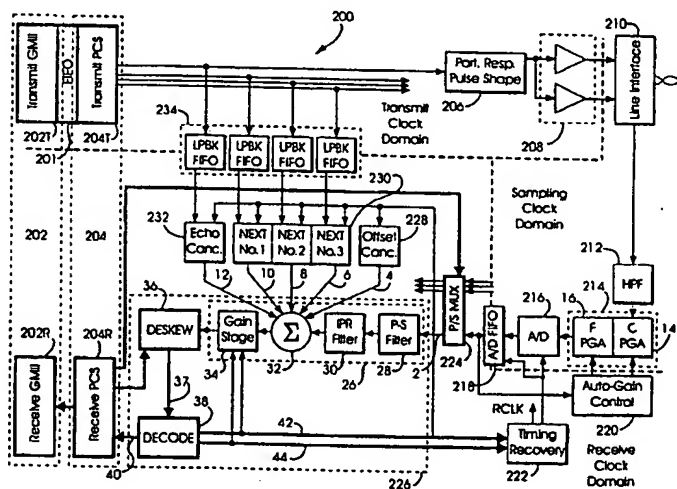 200
210
Transmit GMII
EEO
Transmit PCS
Part. Resp.
Pulse Shape
206
Line Interface
234
Transmit
Clock
Domain
202T
201
204T
208
LPBK
FIFO
LPBK
FIFO
LPBK
FIFO
LPBK
FIFO
230
Sampling Clock
Domain
202
204
232
228
Echo
Canc.
NEXT
No.1
NEXT
No.2
NEXT
No.3
Offset
Canc.
212
HPF
36
12
10
8
6
4
214
216
16
202R
204R
DESKEW
Gain
Stage
Σ
IPR
Filter
P-S
Filter
P/S MUX
A/D FIFO
A/D
F
PGA
C
PGA
14
34
32
30
26
28
2
224
218
Receive GMII
Receive PCS
37
38
RCLK
Auto-Gain
Control
220
DECODE
42
44
Timing
Recovery
222
Receive
Clock
Domain
40
226